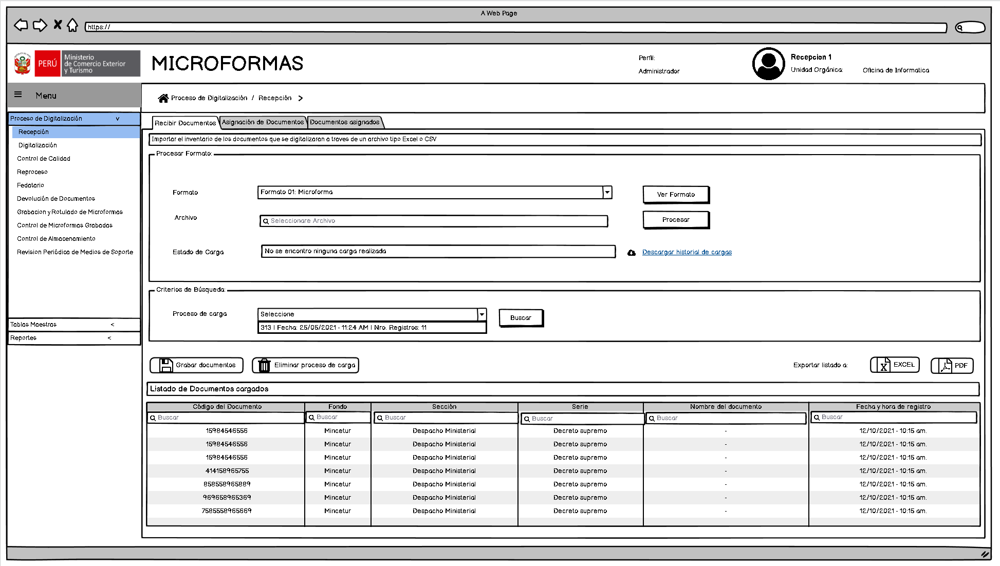 A Web Page
https://
PERÚ
Ministerio
de Comercio Exterior
y Turismo
MICROFORMAS
Perfil:
Administrador
Recepcion 1
Unidad Orgánica: Oficina de Informatica
Menu
Proceso de Digitalización / Recepción >
Proceso de Digitalización v
Recepción
Digitalización
Control de Calidad
Reproceso
Fedatario
Devolución de Documentos
Grabacion y Rotulado de Microformas
Control de Microformas Grabadas
Control de Almacenamiento
Revision Periódica de Medios de Soporte
Tablas Maestras <
Reportes <
Recibir Documentos Asignación de Documentos Documentos asignados
Importar el inventario de los documentos que se digitalizaran a traves de un archivo tipo Excel o CSV
Procesar Formato:
Formato Formato 01: Microforma Ver Formato
Archivo Seleccionare Archivo Procesar
Estado de Carga No se encontro ninguna carga realizada Descargar historial de cargas
Criterios de Búsqueda:
Proceso de carga Seleccione Buscar
313 | Fecha: 25/05/2021 - 11:24 AM | Nro. Registros: 11
Grabar documentos Eliminar proceso de carga Exportar listado a: EXCEL PDF
Listado de Documentos cargados
Código del Documento Fondo Sección Serie Nombre del documento Fecha y hora de registro
Buscar Buscar Buscar Buscar Buscar Buscar
15984546556 Mincetur Despacho Ministerial Decreto supremo - 12/10/2021 - 10:15 am.
15984546556 Mincetur Despacho Ministerial Decreto supremo - 12/10/2021 - 10:15 am.
15984546556 Mincetur Despacho Ministerial Decreto supremo - 12/10/2021 - 10:15 am.
414158965755 Mincetur Despacho Ministerial Decreto supremo - 12/10/2021 - 10:15 am.
858558965889 Mincetur Despacho Ministerial Decreto supremo - 12/10/2021 - 10:15 am.
969658965369 Mincetur Despacho Ministerial Decreto supremo - 12/10/2021 - 10:15 am.
7585558965669 Mincetur Despacho Ministerial Decreto supremo - 12/10/2021 - 10:15 am.